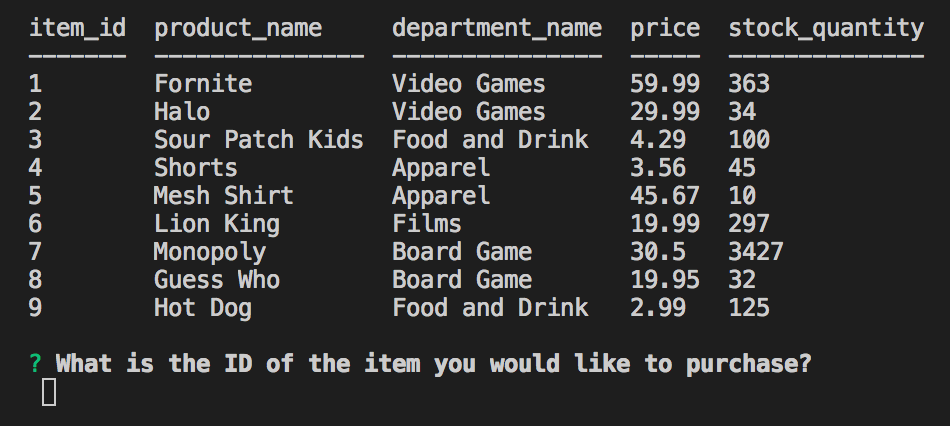 item_id  product_name     department_name  price  stock_quantity
-------  ---------------  ---------------  -----  --------------
1        Fornite          Video Games      59.99  363
2        Halo             Video Games      29.99  34
3        Sour Patch Kids  Food and Drink   4.29   100
4        Shorts           Apparel          3.56   45
5        Mesh Shirt       Apparel          45.67  10
6        Lion King        Films            19.99  297
7        Monopoly         Board Game       30.5   3427
8        Guess Who        Board Game       19.95  32
9        Hot Dog          Food and Drink   2.99   125
? What is the ID of the item you would like to purchase?